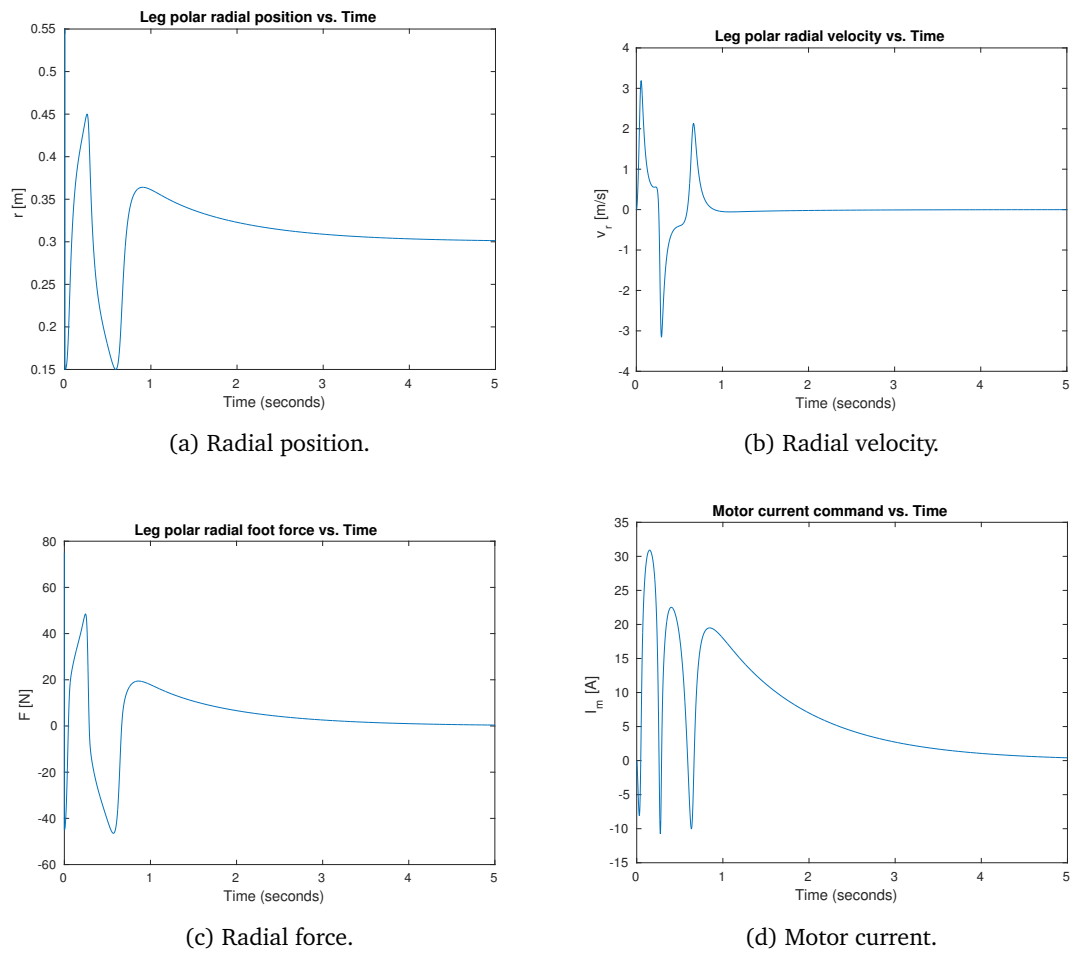 Leg polar radial position vs. Time
0.55
0.5
0.45
0.4
0.35
0.3
0.25
0.2
0.15
r [m]
0 1 2 3 4 5
Time (seconds)
(a) Radial position.
Leg polar radial velocity vs. Time
4
3
2
1
0
-1
-2
-3
-4
v_r [m/s]
0 1 2 3 4 5
Time (seconds)
(b) Radial velocity.
Leg polar radial foot force vs. Time
80
60
40
20
0
-20
-40
-60
F [N]
0 1 2 3 4 5
Time (seconds)
(c) Radial force.
Motor current command vs. Time
35
30
25
20
15
10
5
0
-5
-10
-15
I_m [A]
0 1 2 3 4 5
Time (seconds)
(d) Motor current.